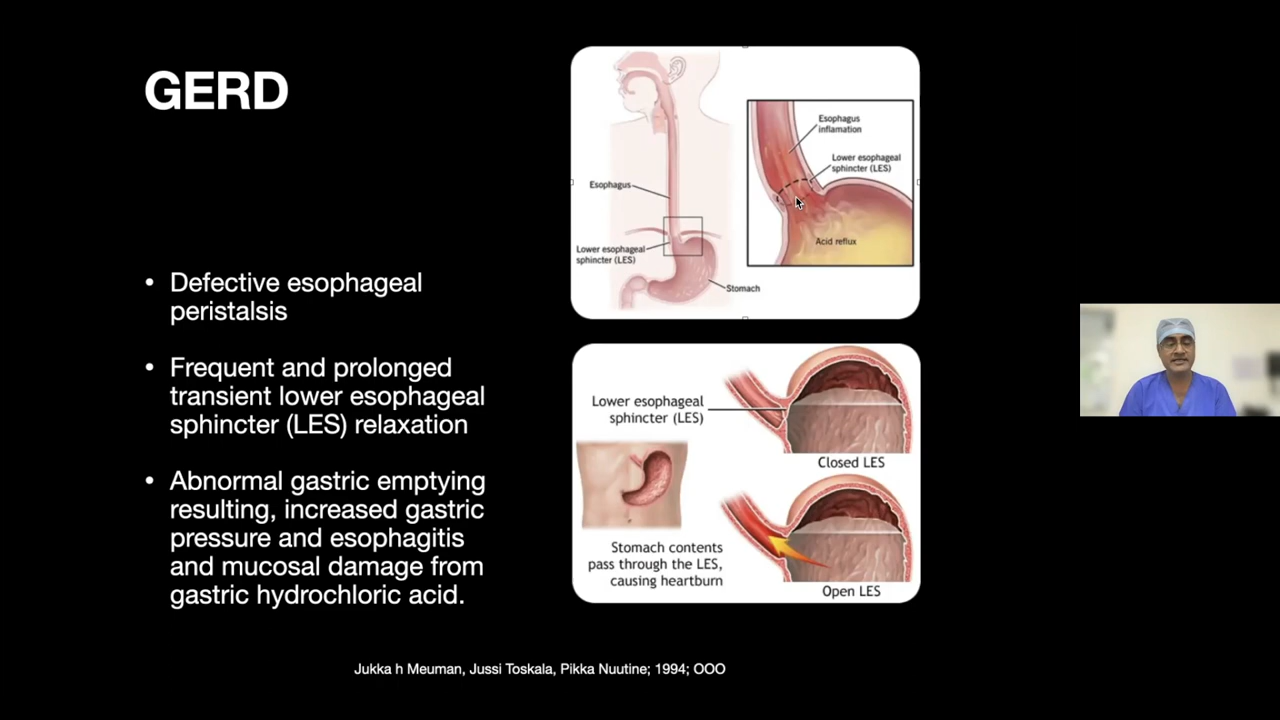 GERD
• Defective esophageal
peristalsis
• Frequent and prolonged
transient lower esophageal
sphincter (LES) relaxation
• Abnormal gastric emptying
resulting, increased gastric
pressure and esophagitis
and mucosal damage from
gastric hydrochloric acid.
Esophagus
Lower esophageal
sphincter (LES)
Stomach
Esophagus
inflamation
Lower esophageal
sphincter (LES)
Acid reflux
Lower esophageal
sphincter (LES)
Closed LES
Stomach contents
pass through the LES,
causing heartburn
Open LES
Jukka h Meuman, Jussi Toskala, Pikka Nuutine; 1994; OOO